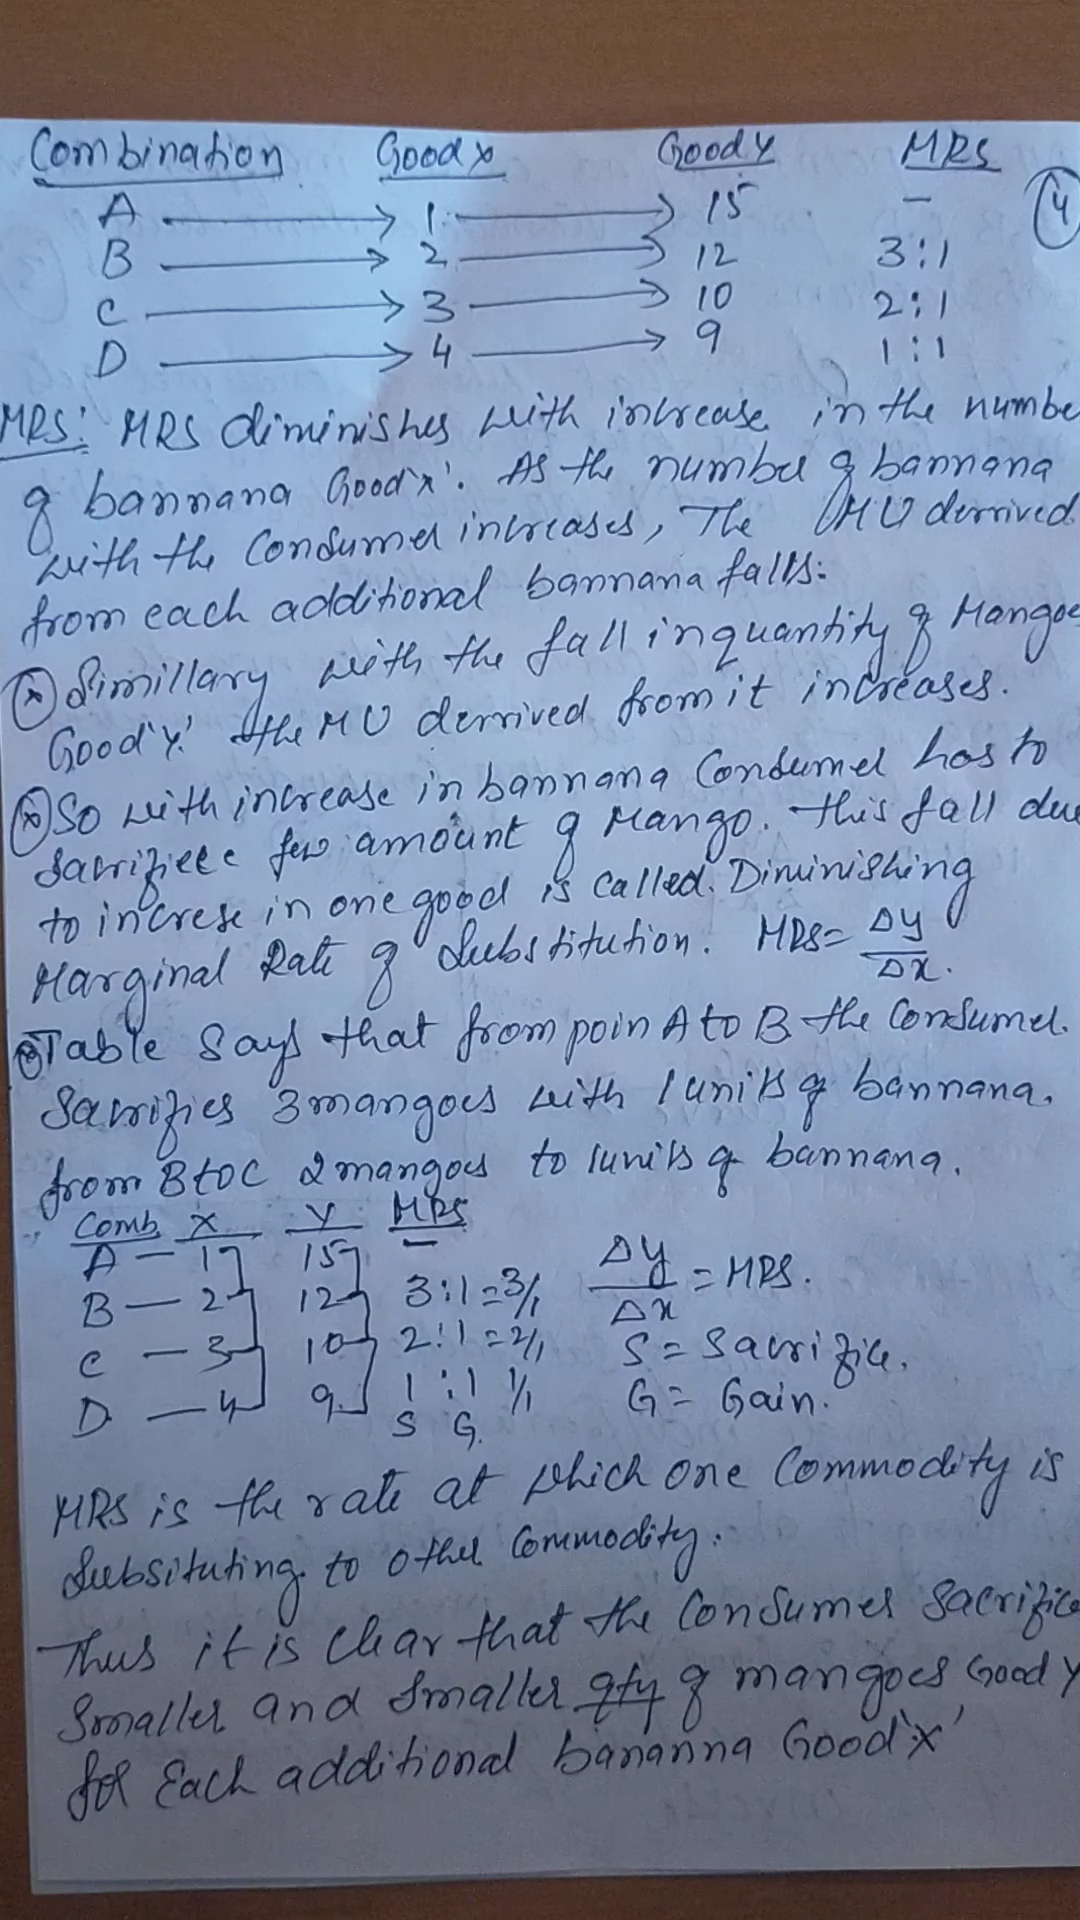 Combination Good x Good y MRS
4
A → 1 → 15 –
B → 2 → 12 3:1
C → 3 → 10 2:1
D → 4 → 9 1:1
MRS: MRS diminishes with increase in the numbe
of bannana Good 'x'. As the number of bannana
with the Consumer increases, The MU derrived
from each additional bannana falls:
Simillary with the fall in quantity of Mangoe
Good 'Y' the MU derrived from it increases.
So with increase in bannana Consumer has to
Sacrifiece few amount of Mango. this fall due
to increse in one good is called. Diminishing
Marginal Rate of Substitution. MRS = Δy/Δx.
Table Says that from poin A to B the Consumer.
Sacrifies 3 mangoes with 1 units of bannana.
from B to C 2 mangoes to 1 units of bannana.
Comb. X Y MRS
A – 1 15 –
B – 2 12 3:1 = 3/1 Δy/Δx = MRS.
C – 3 10 2:1 = 2/1 S = Sacrifice.
D – 4 9 1:1 1/1 G = Gain.
S G.
MRS is the rate at which one Commodity is
Subsituting to other Commodity.
Thus it is clear that the Consumer Sacrifice
Smaller and Smaller qty of mangoes Good Y
for Each additional bananna Good 'x'